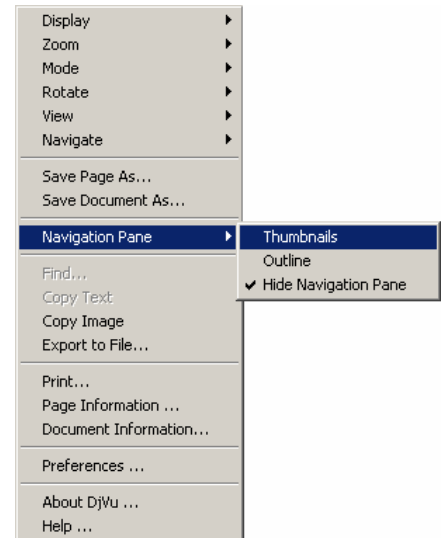 Display
Zoom
Mode
Rotate
View
Navigate
Save Page As...
Save Document As...
Navigation Pane
Thumbnails
Outline
Hide Navigation Pane
Find...
Copy Text
Copy Image
Export to File...
Print...
Page Information ...
Document Information...
Preferences ...
About DjVu ...
Help ...